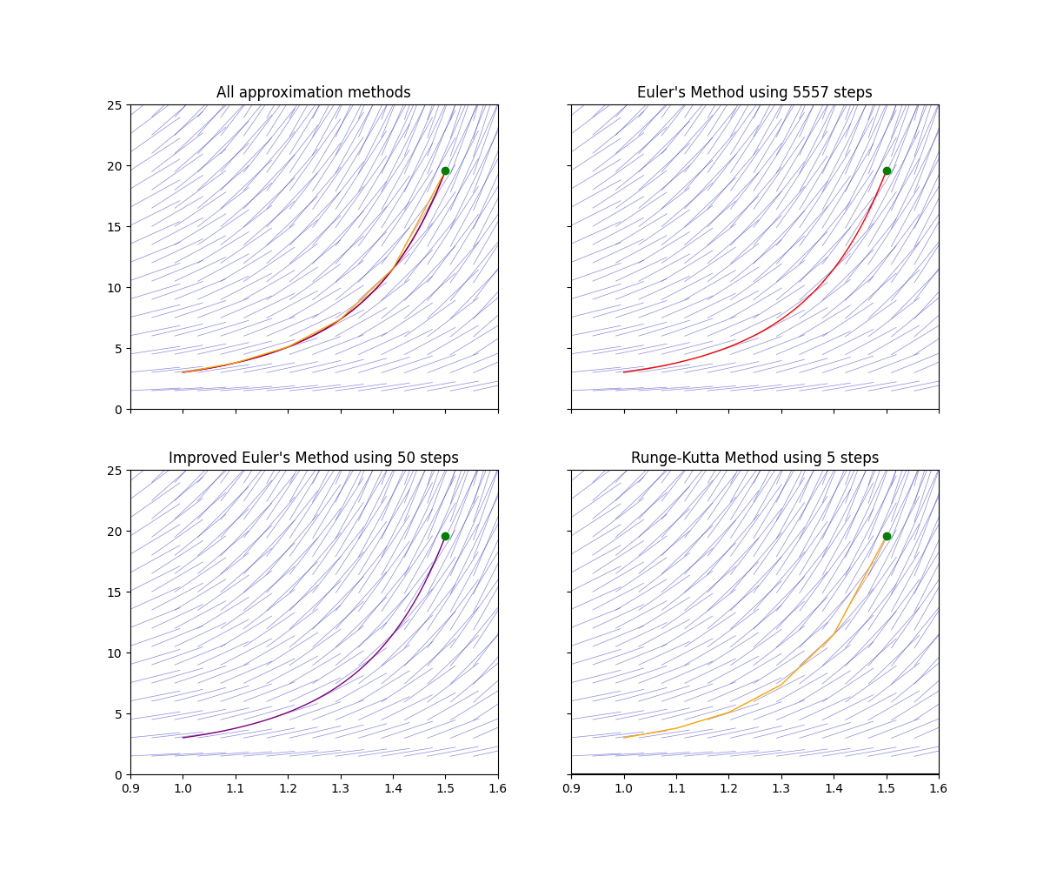 All approximation methods
25
20
15
10
5
0
Euler's Method using 5557 steps
Improved Euler's Method using 50 steps
25
20
15
10
5
0
0.9 1.0 1.1 1.2 1.3 1.4 1.5 1.6
Runge-Kutta Method using 5 steps
0.9 1.0 1.1 1.2 1.3 1.4 1.5 1.6